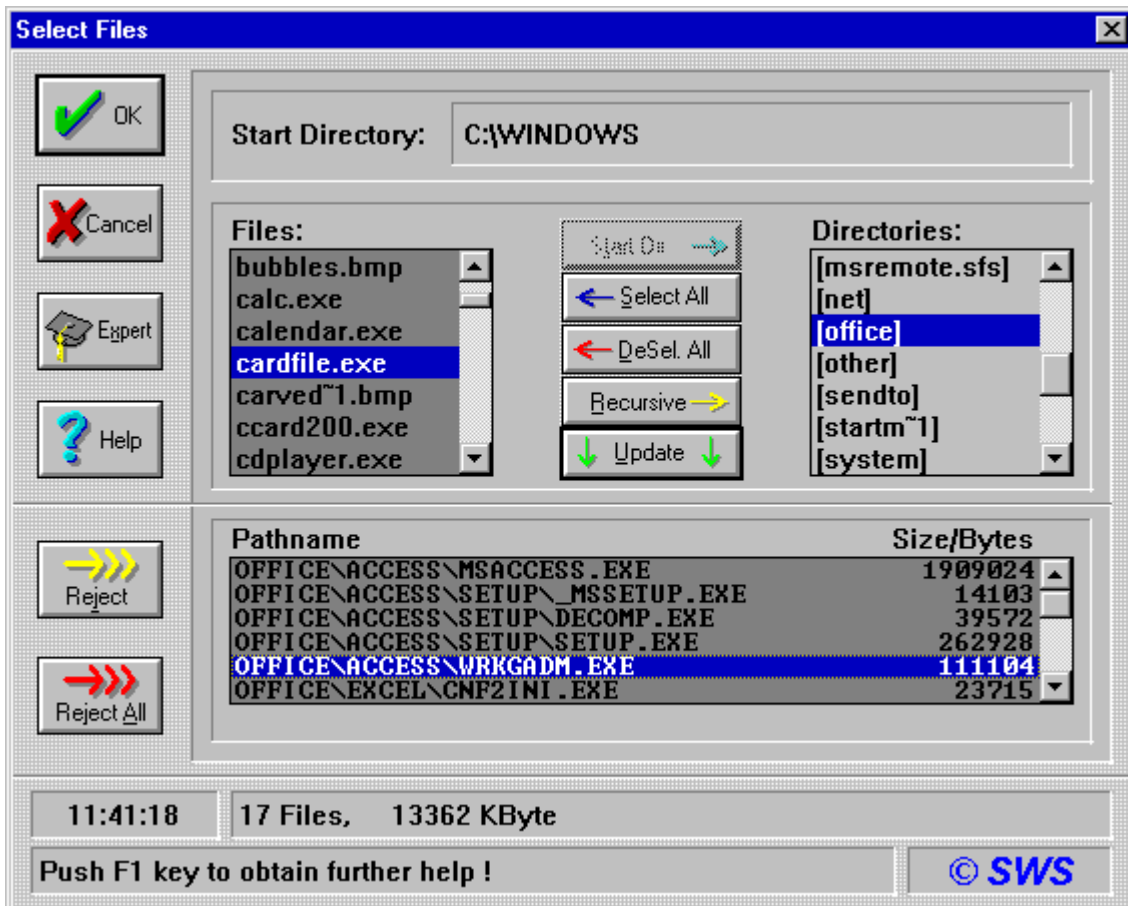 Select Files
OK
Cancel
Expert
Help
Start Directory: C:\WINDOWS
Files:
bubbles.bmp
calc.exe
calendar.exe
cardfile.exe
carved~1.bmp
ccard200.exe
cdplayer.exe
Start On
Select All
DeSel. All
Recursive
Update
Directories:
[msremote.sfs]
[net]
[office]
[other]
[sendto]
[startm~1]
[system]
Reject
Reject All
Pathname Size/Bytes
OFFICE\ACCESS\MSACCESS.EXE 1909024
OFFICE\ACCESS\SETUP\_MSSETUP.EXE 14103
OFFICE\ACCESS\SETUP\DECOMP.EXE 39572
OFFICE\ACCESS\SETUP\SETUP.EXE 262928
OFFICE\ACCESS\WRKGADM.EXE 111104
OFFICE\EXCEL\CNF2INI.EXE 23715
11:41:18
17 Files, 13362 KByte
Push F1 key to obtain further help !
© SWS